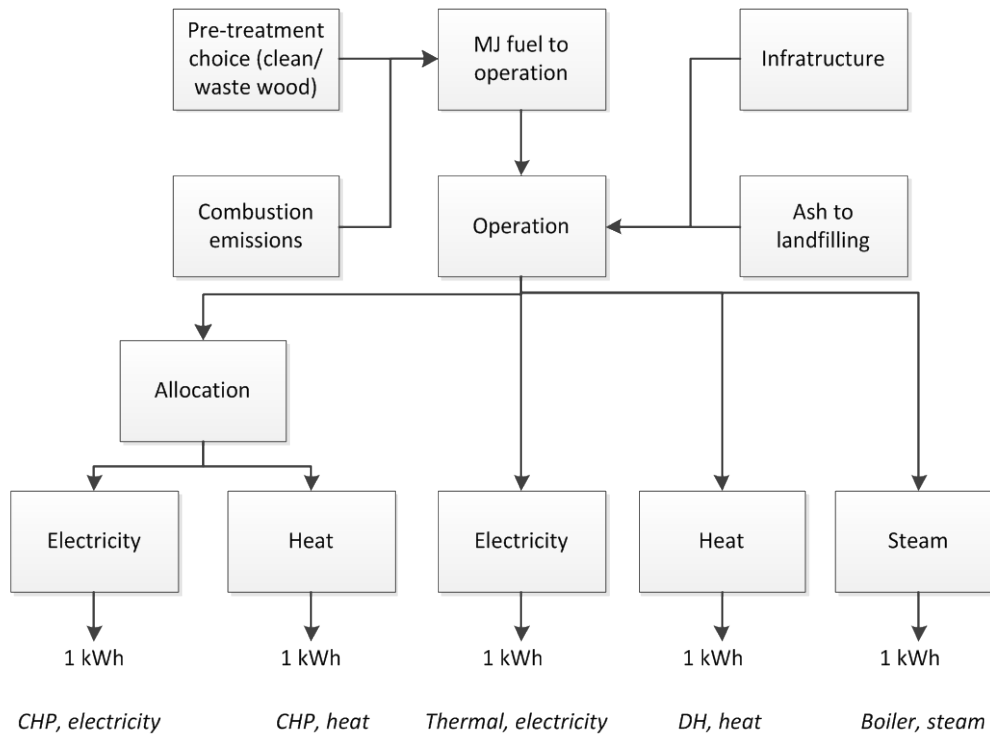 Pre-treatment
choice (clean/
waste wood)
MJ fuel to
operation
Infratructure
Combustion
emissions
Operation
Ash to
landfilling
Allocation
Electricity
Heat
Electricity
Heat
Steam
1 kWh
1 kWh
1 kWh
1 kWh
1 kWh
CHP, electricity
CHP, heat
Thermal, electricity
DH, heat
Boiler, steam